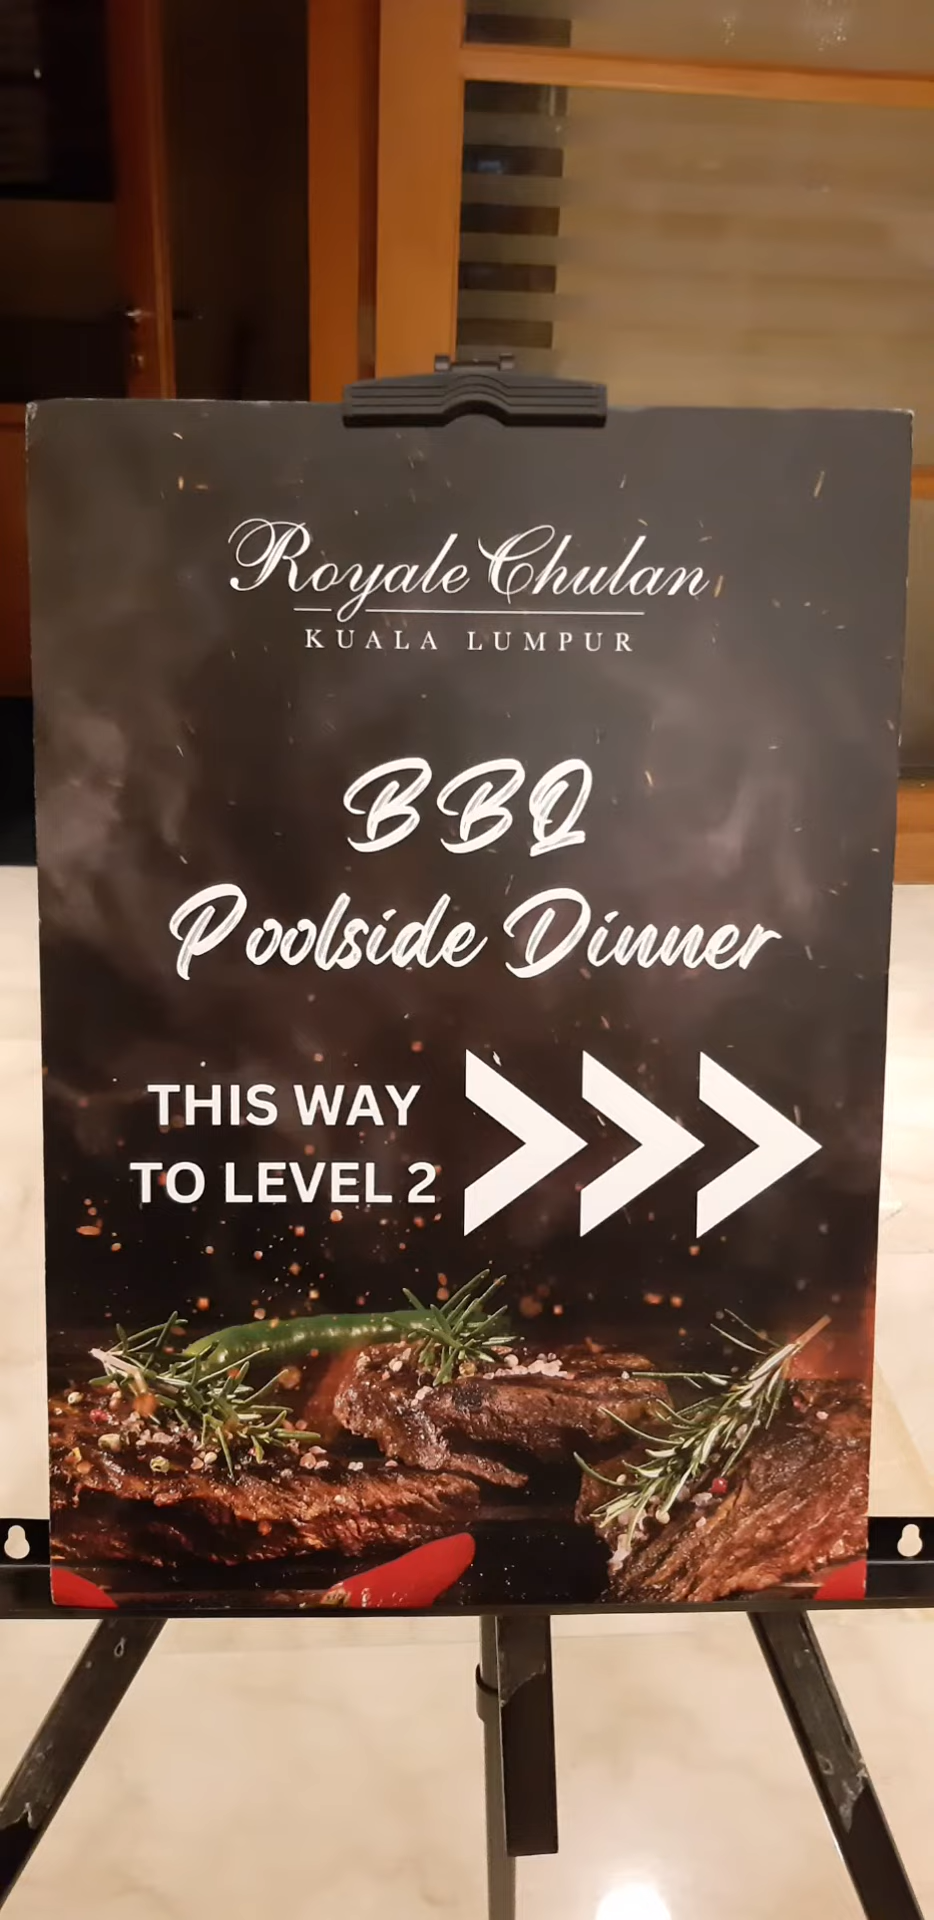 Royale Chulan
KUALA LUMPUR
BBQ
Poolside Dinner
THIS WAY
TO LEVEL 2